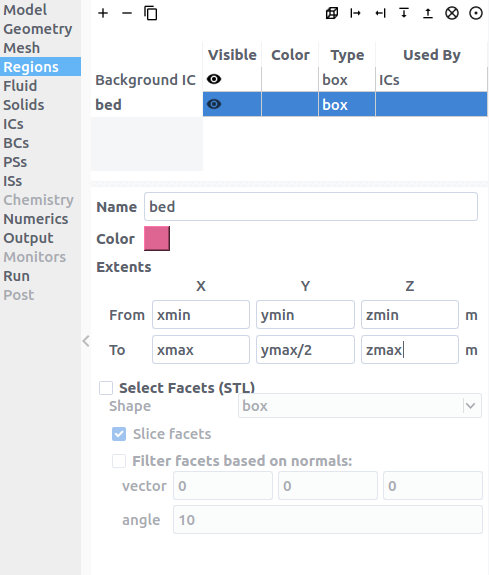 Model
Geometry
Mesh
Regions
Fluid
Solids
ICs
BCs
PSs
ISs
Chemistry
Numerics
Output
Monitors
Run
Post
Visible Color Type Used By
Background IC box ICs
bed box
Name bed
Color
Extents
X Y Z
From xmin ymin zmin m
To xmax ymax/2 zmax m
Select Facets (STL)
Shape box
Slice facets
Filter facets based on normals:
vector 0 0 0
angle 10